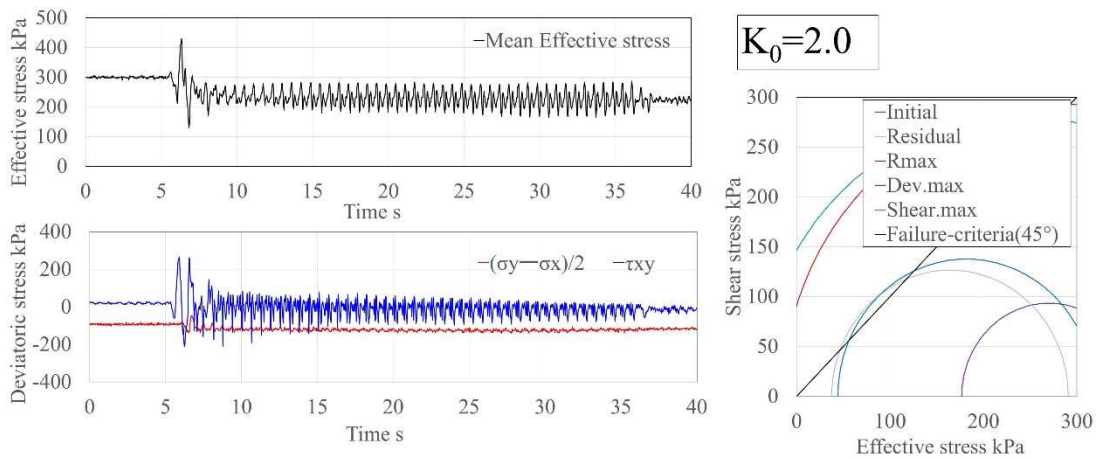 500
400
300
200
100
0
Effective stress kPa
Mean Effective stress
0 5 10 15 20 25 30 35 40
Time s
400
200
0
-200
-400
Deviatoric stress kPa
(σy—σx)/2 τxy
0 5 10 15 20 25 30 35 40
Time s
K₀=2.0
300
250
200
150
100
50
0
Shear stress kPa
Initial
Residual
Rmax
Dev.max
Shear.max
Failure-criteria(45°)
0 100 200 300
Effective stress kPa